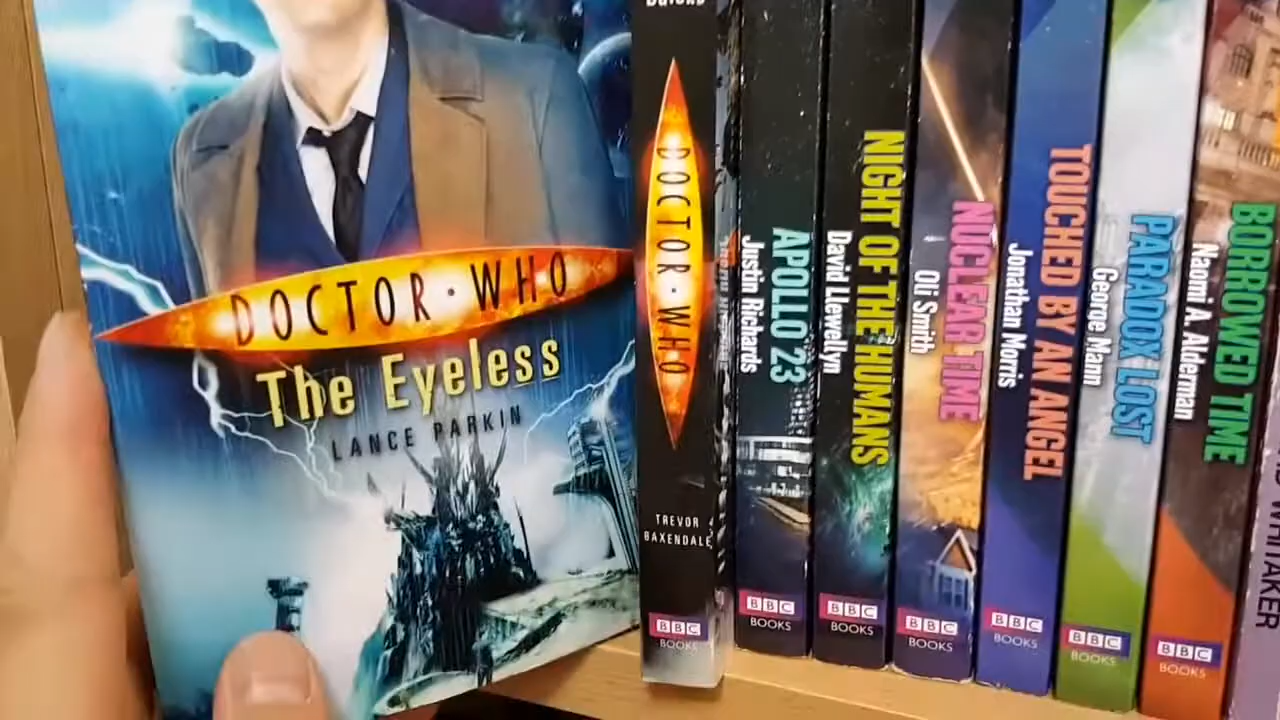 DOCTOR • WHO
The Eyeless
LANCE PARKIN
DOCTOR • WHO
TREVOR
BAXENDALE
BBC
BOOKS
APOLLO 23
Justin Richards
BBC
BOOKS
NIGHT OF THE HUMANS
David Llewellyn
BBC
BOOKS
NUCLEAR TIME
Oli Smith
BBC
BOOKS
TOUCHED BY AN ANGEL
Jonathan Morris
BBC
BOOKS
PARADOX LOST
George Mann
BBC
BOOKS
BORROWED TIME
Naomi A. Alderman
BBC
BOOKS
WHITAKER